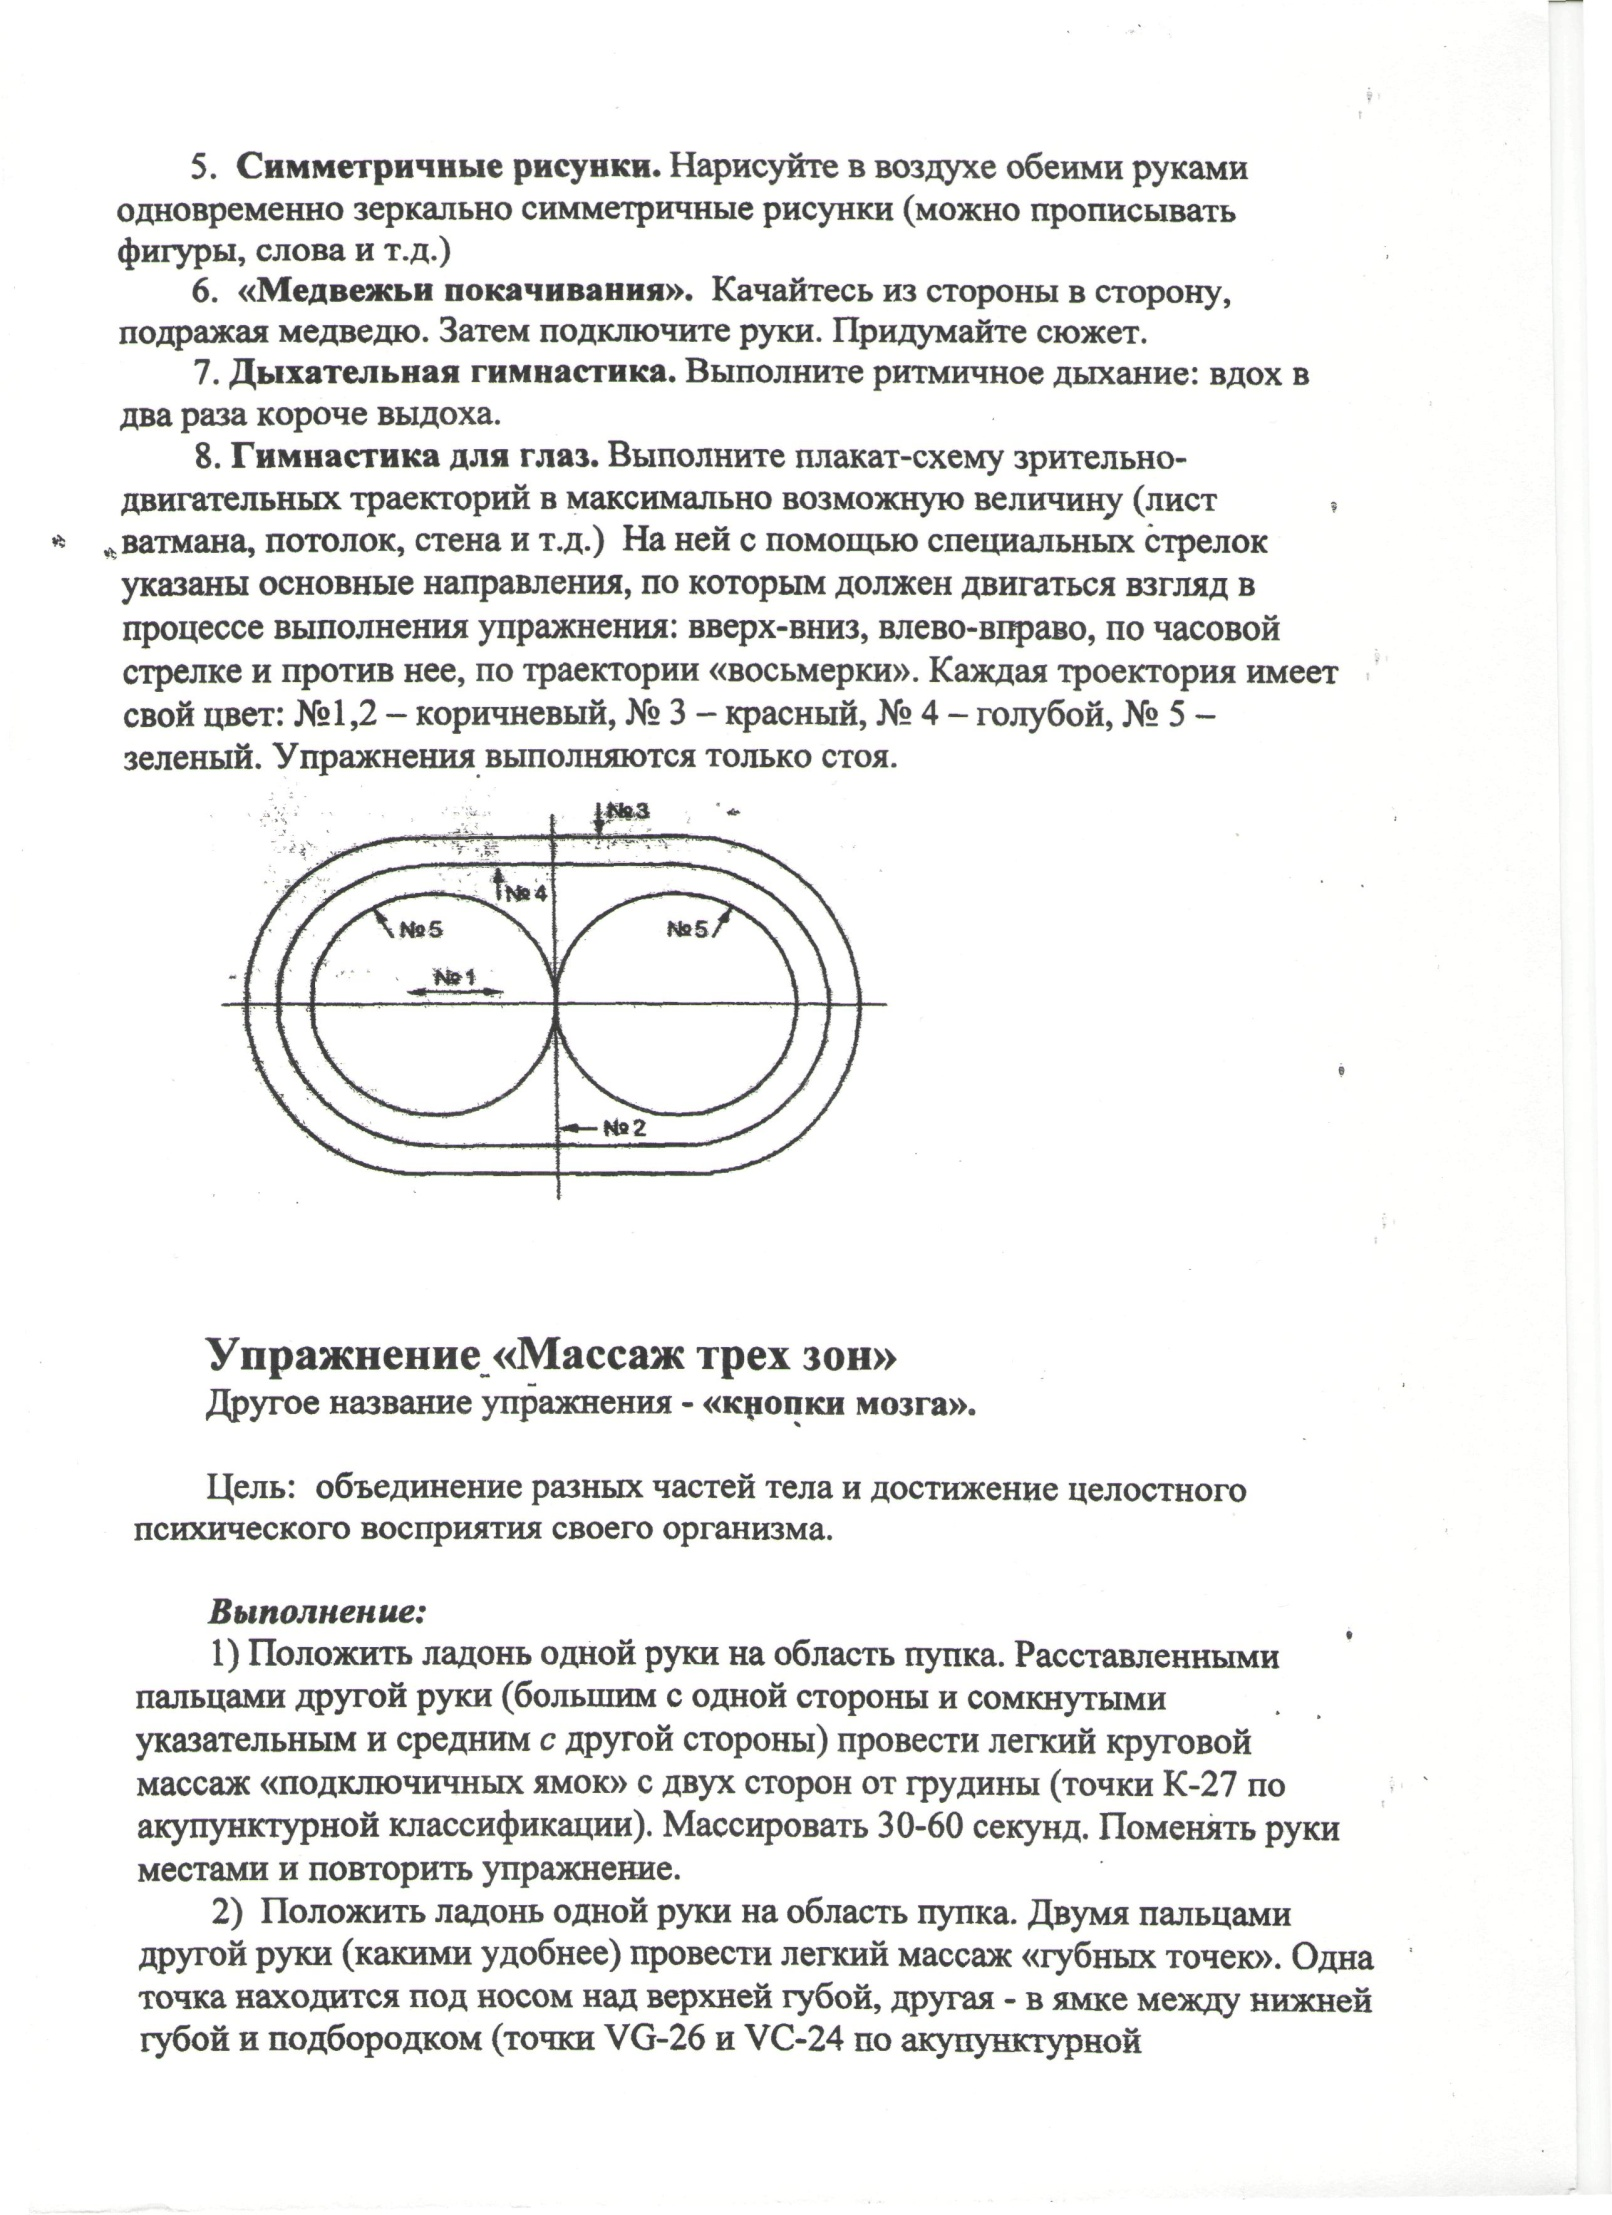 5. Симметричные рисунки. Нарисуйте в воздухе обеими руками
одновременно зеркально симметричные рисунки (можно прописывать
фигуры, слова и т.д.)
6. «Медвежьи покачивания». Качайтесь из стороны в сторону,
подражая медведю. Затем подключите руки. Придумайте сюжет.
7. Дыхательная гимнастика. Выполните ритмичное дыхание: вдох в
два раза короче выдоха.
8. Гимнастика для глаз. Выполните плакат-схему зрительно-
двигательных траекторий в максимально возможную величину (лист
ватмана, потолок, стена и т.д.) На ней с помощью специальных стрелок
указаны основные направления, по которым должен двигаться взгляд в
процессе выполнения упражнения: вверх-вниз, влево-вправо, по часовой
стрелке и против нее, по траектории «восьмерки». Каждая троектория имеет
свой цвет: №1,2 – коричневый, № 3 – красный, № 4 – голубой, № 5 –
зеленый. Упражнения выполняются только стоя.
№3
№4
№5
№5
№1
№2
Упражнение «Массаж трех зон»
Другое название упражнения - «кнопки мозга».
Цель: объединение разных частей тела и достижение целостного
психического восприятия своего организма.
Выполнение:
1) Положить ладонь одной руки на область пупка. Расставленными
пальцами другой руки (большим с одной стороны и сомкнутыми
указательным и средним с другой стороны) провести легкий круговой
массаж «подключичных ямок» с двух сторон от грудины (точки К-27 по
акупунктурной классификации). Массировать 30-60 секунд. Поменять руки
местами и повторить упражнение.
2) Положить ладонь одной руки на область пупка. Двумя пальцами
другой руки (какими удобнее) провести легкий массаж «губных точек». Одна
точка находится под носом над верхней губой, другая - в ямке между нижней
губой и подбородком (точки VG-26 и VC-24 по акупунктурной